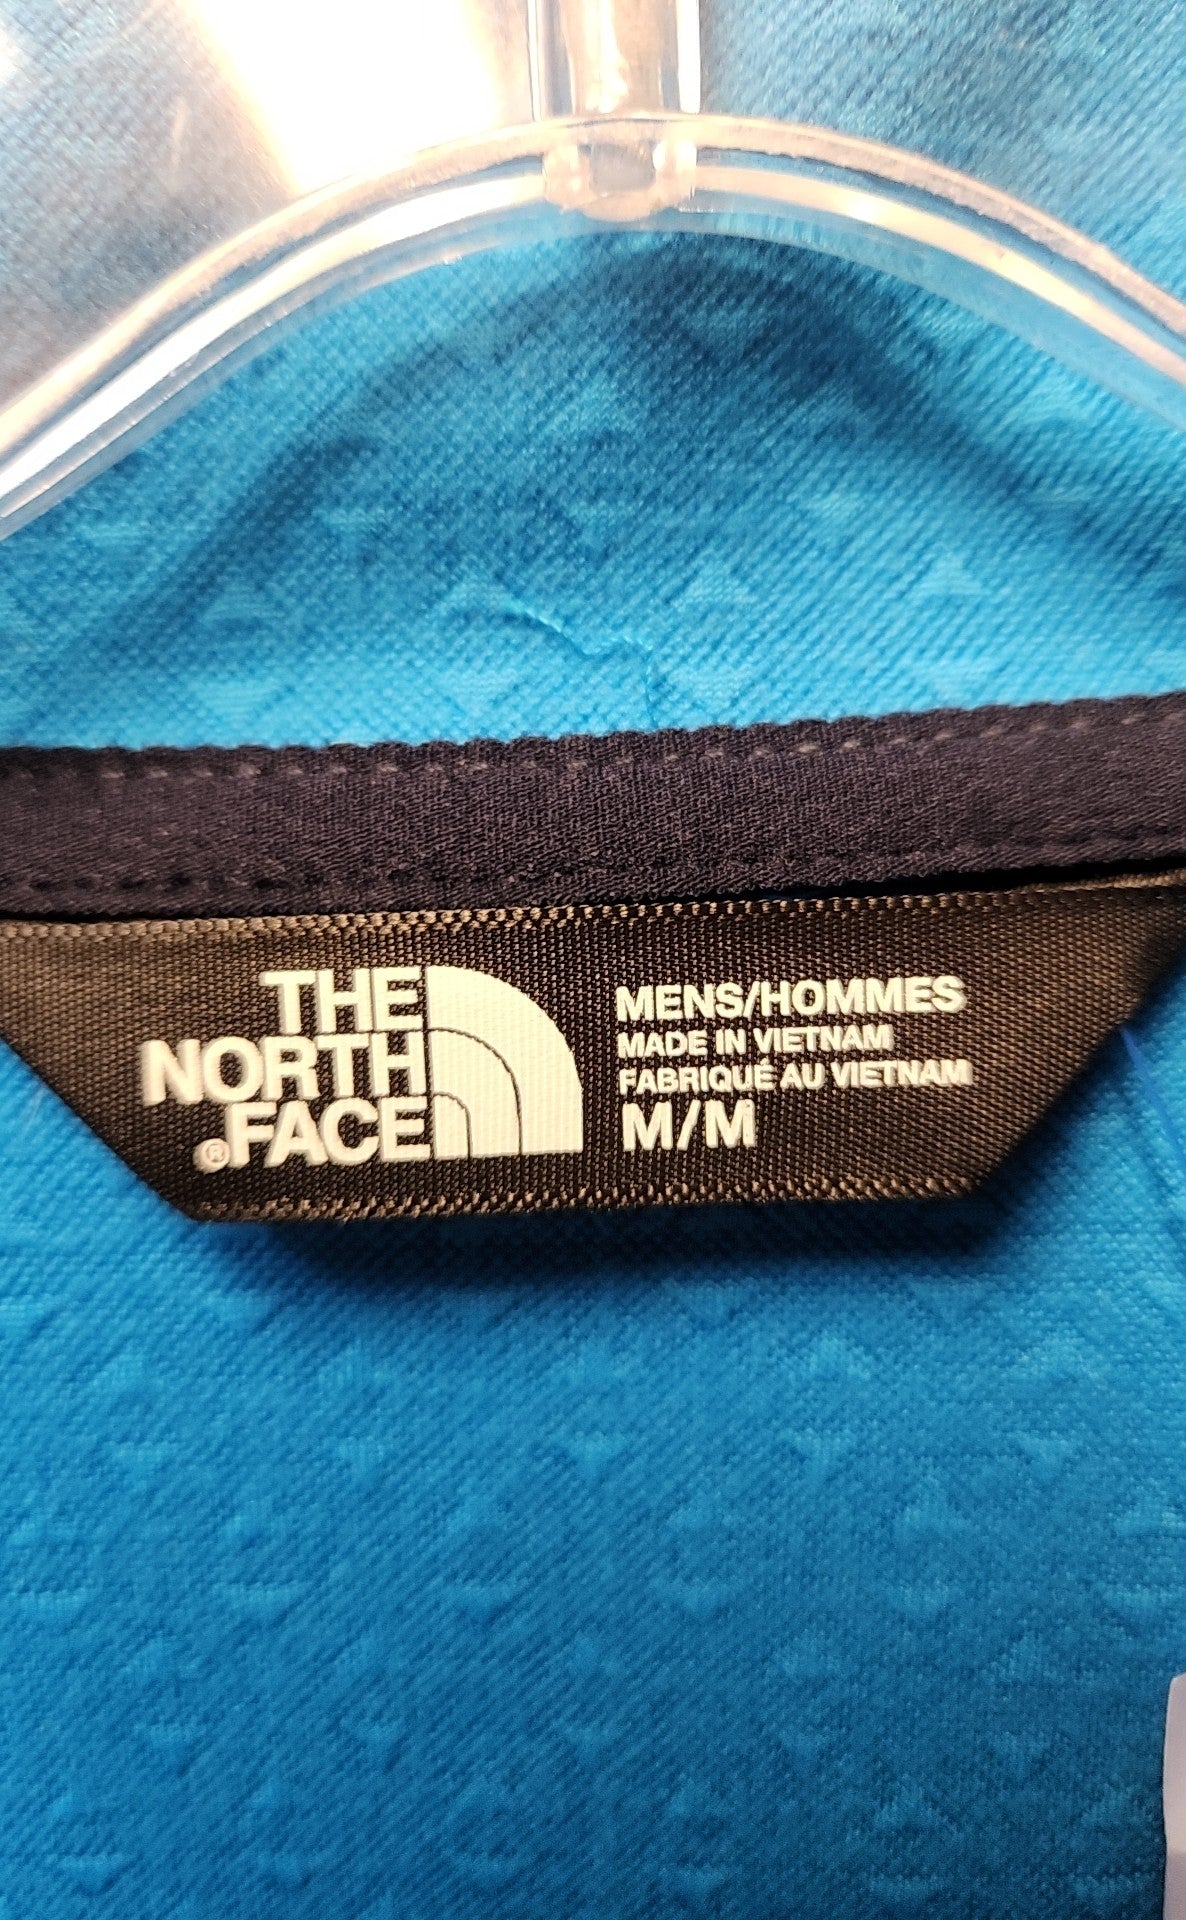 THE
NORTH
®FACE
MENS/HOMMES
MADE IN VIETNAM
FABRIQUÉ AU VIETNAM
M/M